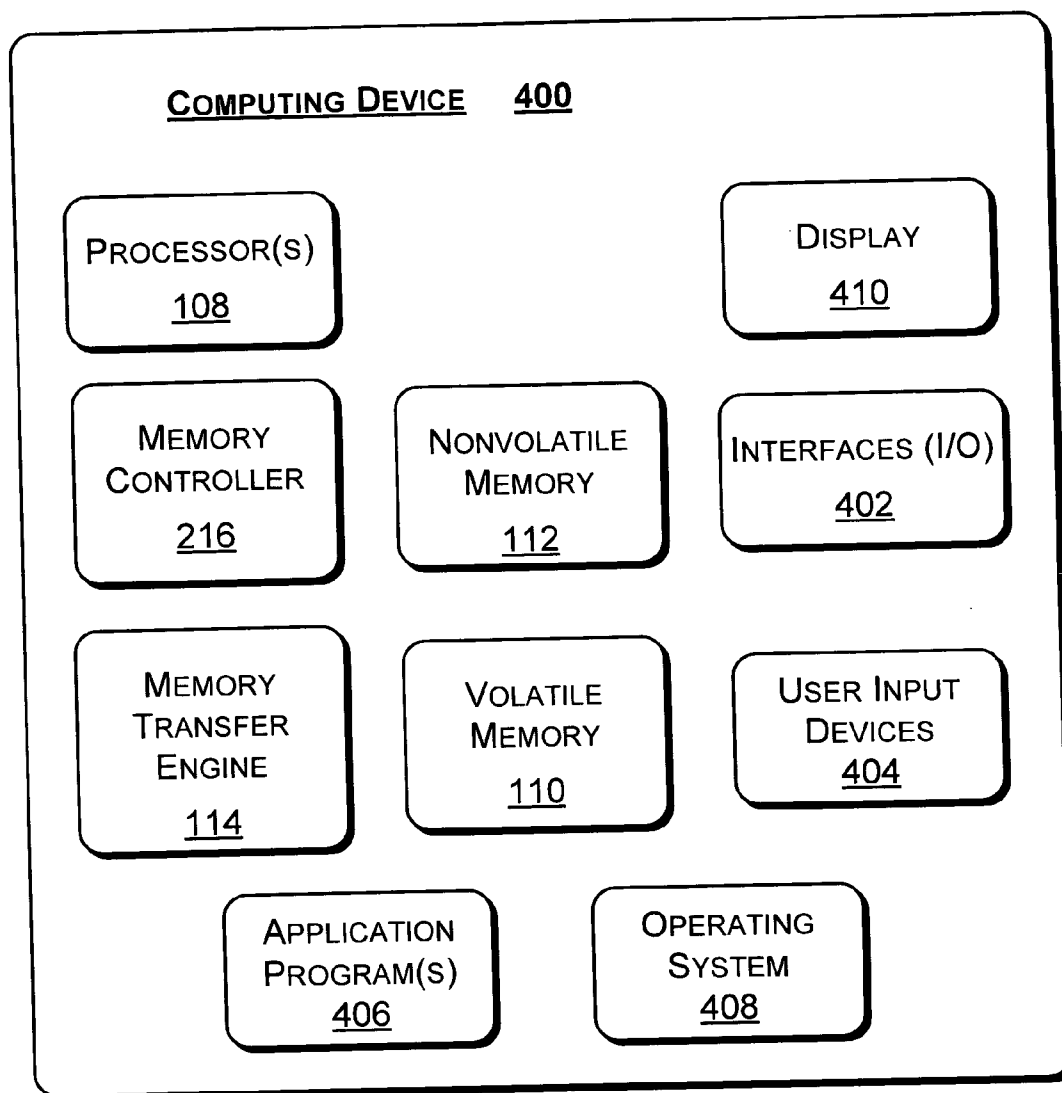 COMPUTING DEVICE 400
PROCESSOR(S)
108
DISPLAY
410
MEMORY
CONTROLLER
216
NONVOLATILE
MEMORY
112
INTERFACES (I/O)
402
MEMORY
TRANSFER
ENGINE
114
VOLATILE
MEMORY
110
USER INPUT
DEVICES
404
APPLICATION
PROGRAM(S)
406
OPERATING
SYSTEM
408